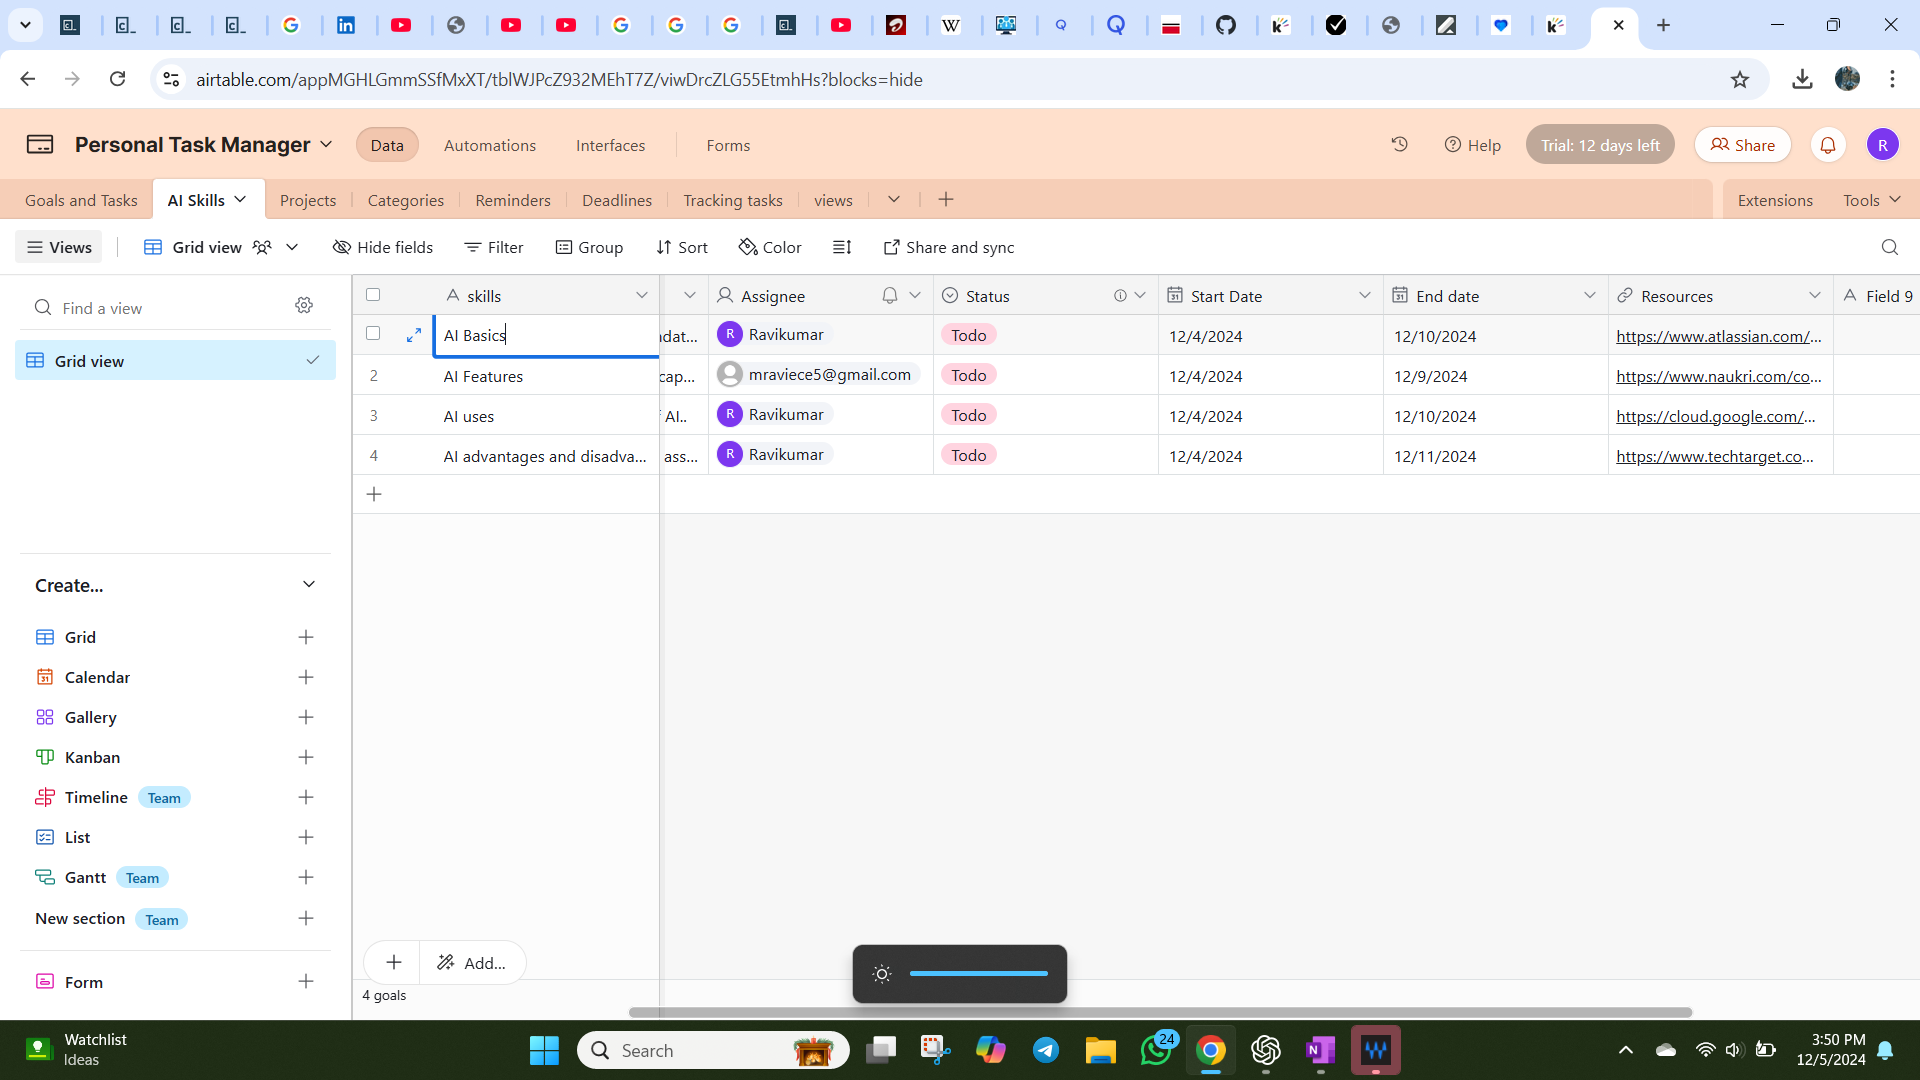 airtable.com/appMGHLGmmSSfMxXT/tblWJPcZ932MEhT7Z/viwDrcZLG55EtmhHs?blocks=hide
Personal Task Manager
Data
Automations
Interfaces
Forms
Help
Trial: 12 days left
Share
R
Goals and Tasks
AI Skills
Projects
Categories
Reminders
Deadlines
Tracking tasks
views
Extensions
Tools
Views
Grid view
Hide fields
Filter
Group
Sort
Color
Share and sync
Find a view
Grid view
skills
Assignee
Status
Start Date
End date
Resources
Field 9
AI Basics
ndat...
R Ravikumar
Todo
12/4/2024
12/10/2024
https://www.atlassian.com/...
2
AI Features
cap...
mraviece5@gmail.com
Todo
12/4/2024
12/9/2024
https://www.naukri.com/co...
3
AI uses
AI..
R Ravikumar
Todo
12/4/2024
12/10/2024
https://cloud.google.com/...
4
AI advantages and disadva...
ass...
R Ravikumar
Todo
12/4/2024
12/11/2024
https://www.techtarget.co...
Create...
Grid
Calendar
Gallery
Kanban
Timeline Team
List
Gantt Team
New section Team
Form
Add...
4 goals
Watchlist
Ideas
Search
24
3:50 PM
12/5/2024